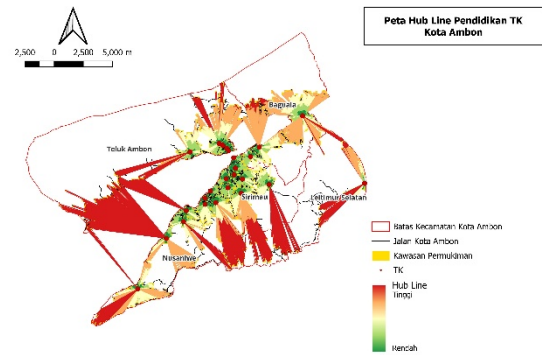 Peta Hub Line Pendidikan TK
Kota Ambon
2,500 0 2,500 5,000 m
Baguala
Teluk Ambon
Sirimau
Leitimur Selatan
Nusaniwe
Batas Kecamatan Kota Ambon
Jalan Kota Ambon
Kawasan Permukiman
TK
Hub Line
Tinggi
Rendah